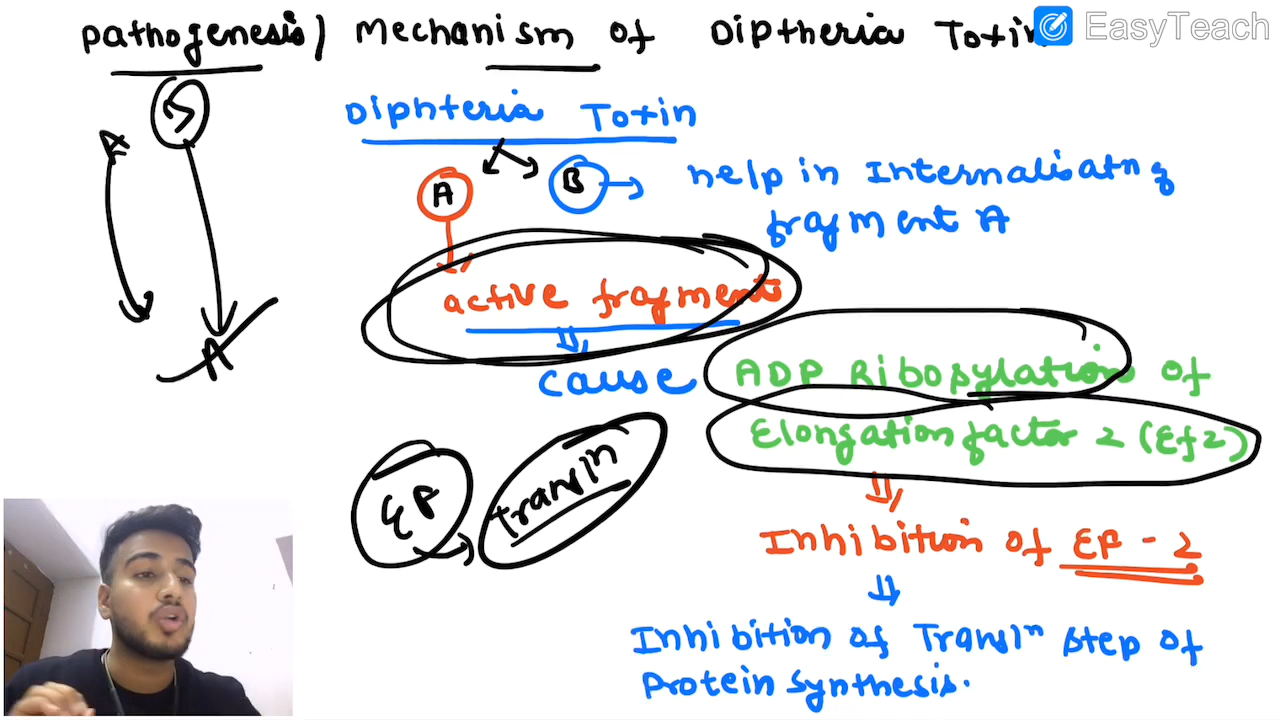 Pathogenesis) Mechanism of Diptheria Toxin
EasyTeach
Diphteria Toxin
A
A
B
help in Internalisatn of
fragment A
active fragment
A
cause
ADP Ribosylation of
Elongation factor 2 (Ef2)
EF
Transln
Inhibition of EF-2
Inhibition of Transln step of
Protein synthesis.